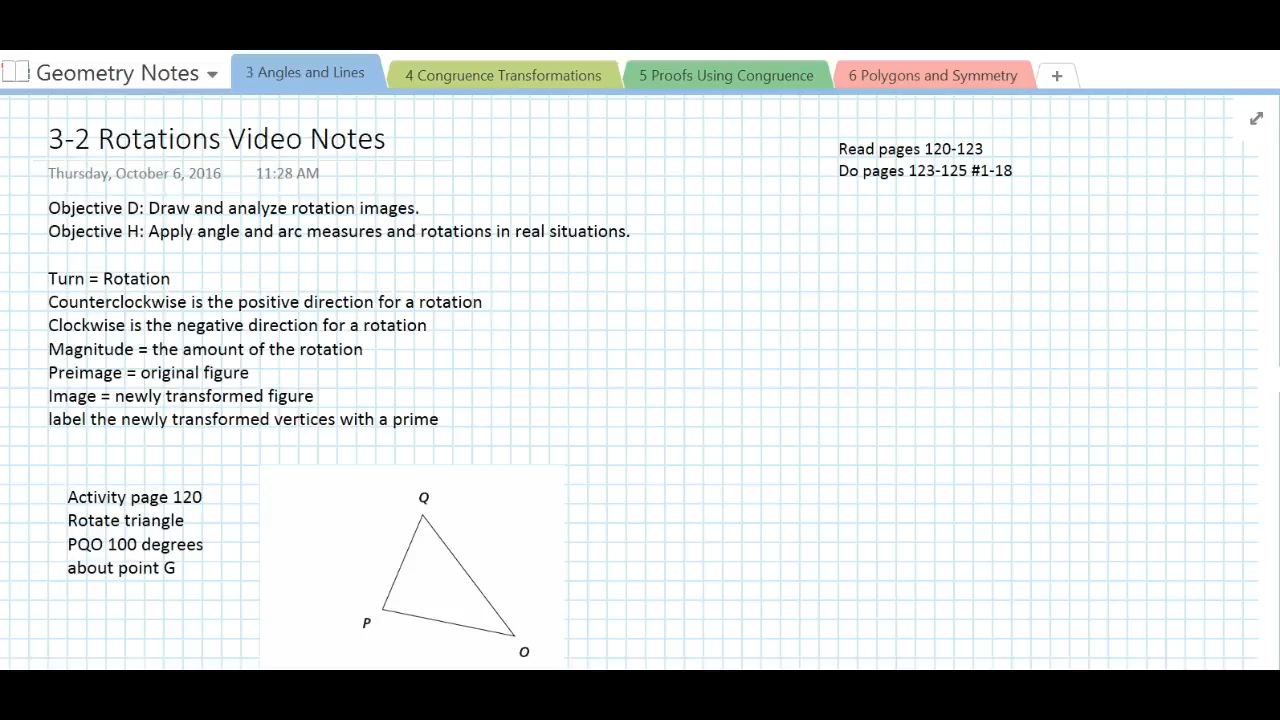 Geometry Notes
3 Angles and Lines
4 Congruence Transformations
5 Proofs Using Congruence
6 Polygons and Symmetry
+
3-2 Rotations Video Notes
Thursday, October 6, 2016 11:28 AM
Read pages 120-123
Do pages 123-125 #1-18
Objective D: Draw and analyze rotation images.
Objective H: Apply angle and arc measures and rotations in real situations.
Turn = Rotation
Counterclockwise is the positive direction for a rotation
Clockwise is the negative direction for a rotation
Magnitude = the amount of the rotation
Preimage = original figure
Image = newly transformed figure
label the newly transformed vertices with a prime
Activity page 120
Rotate triangle
PQO 100 degrees
about point G
Q
P
O